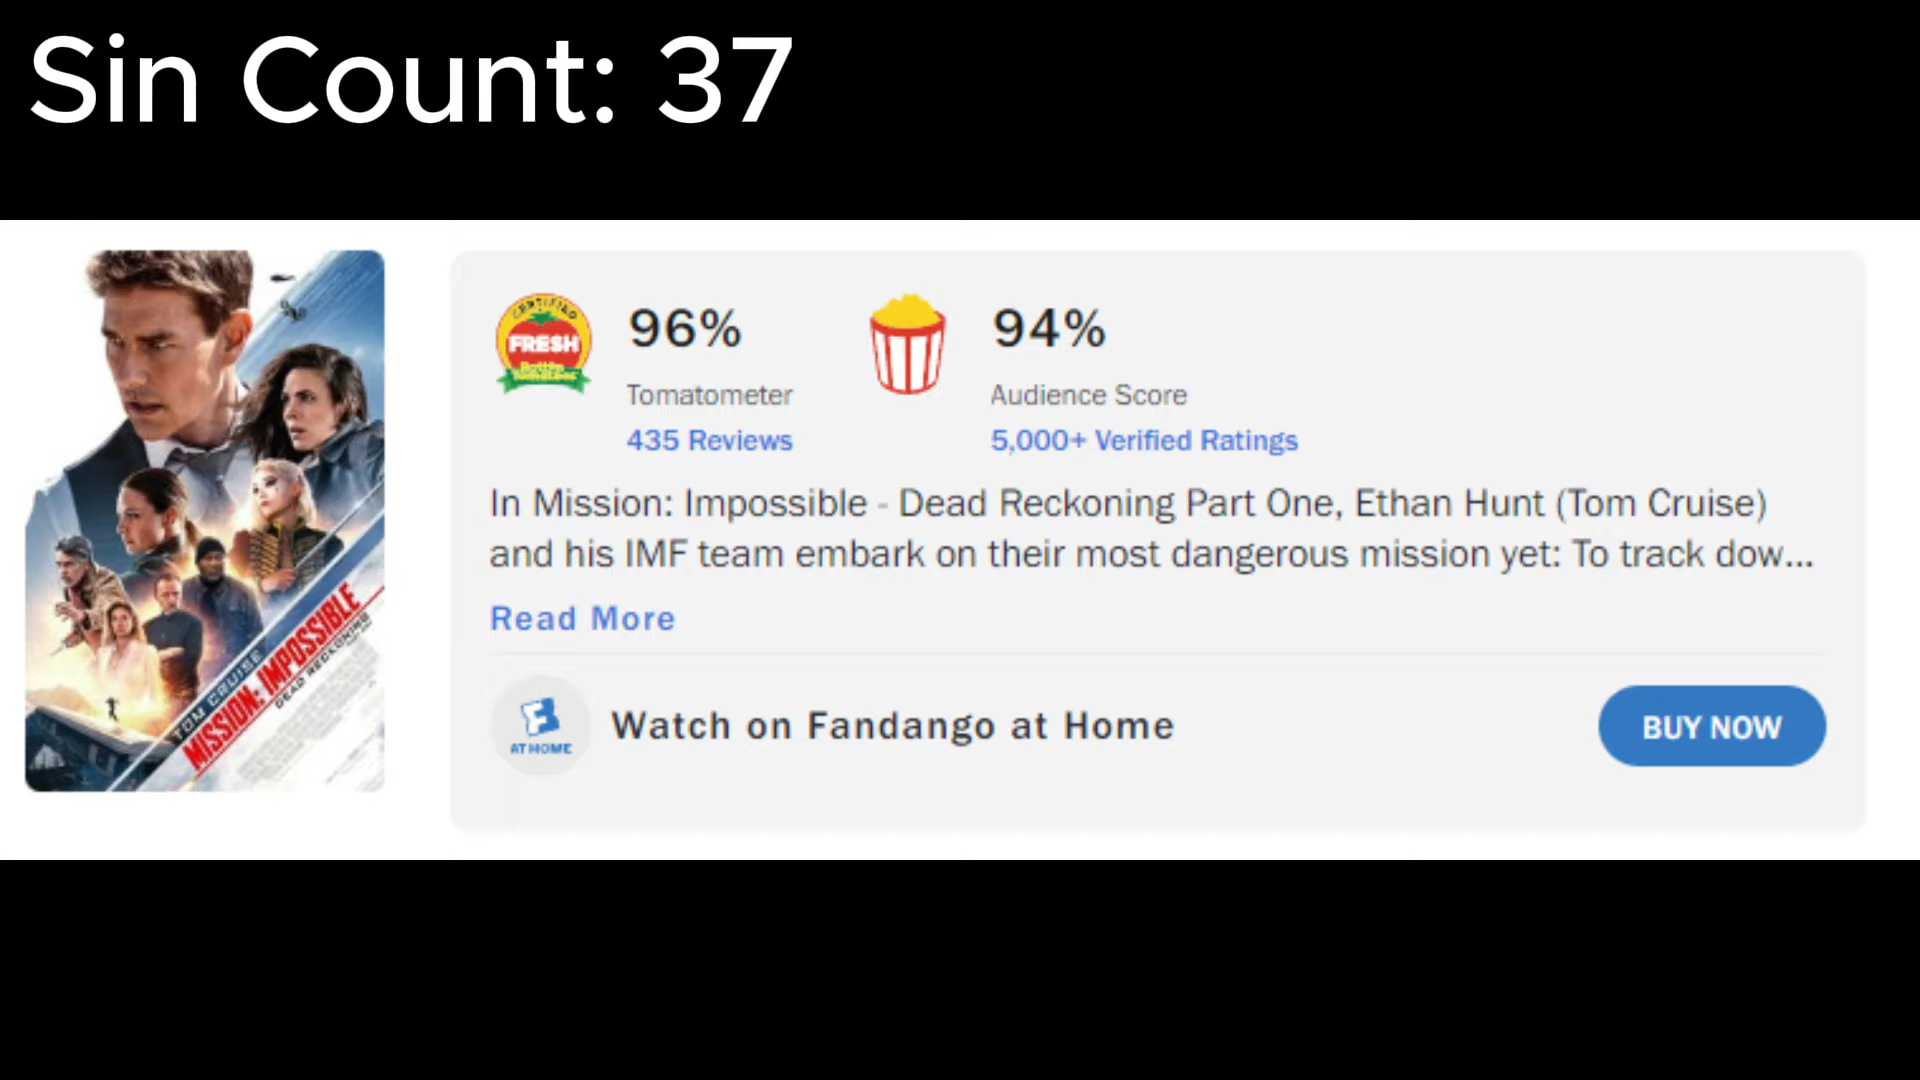 Sin Count: 37
CERTIFIED
FRESH
Rotten
Tomatoes
96%
Tomatometer
435 Reviews
94%
Audience Score
5,000+ Verified Ratings
In Mission: Impossible - Dead Reckoning Part One, Ethan Hunt (Tom Cruise)
and his IMF team embark on their most dangerous mission yet: To track dow...
Read More
AT HOME
Watch on Fandango at Home
BUY NOW
TOM CRUISE
MISSION: IMPOSSIBLE
DEAD RECKONING